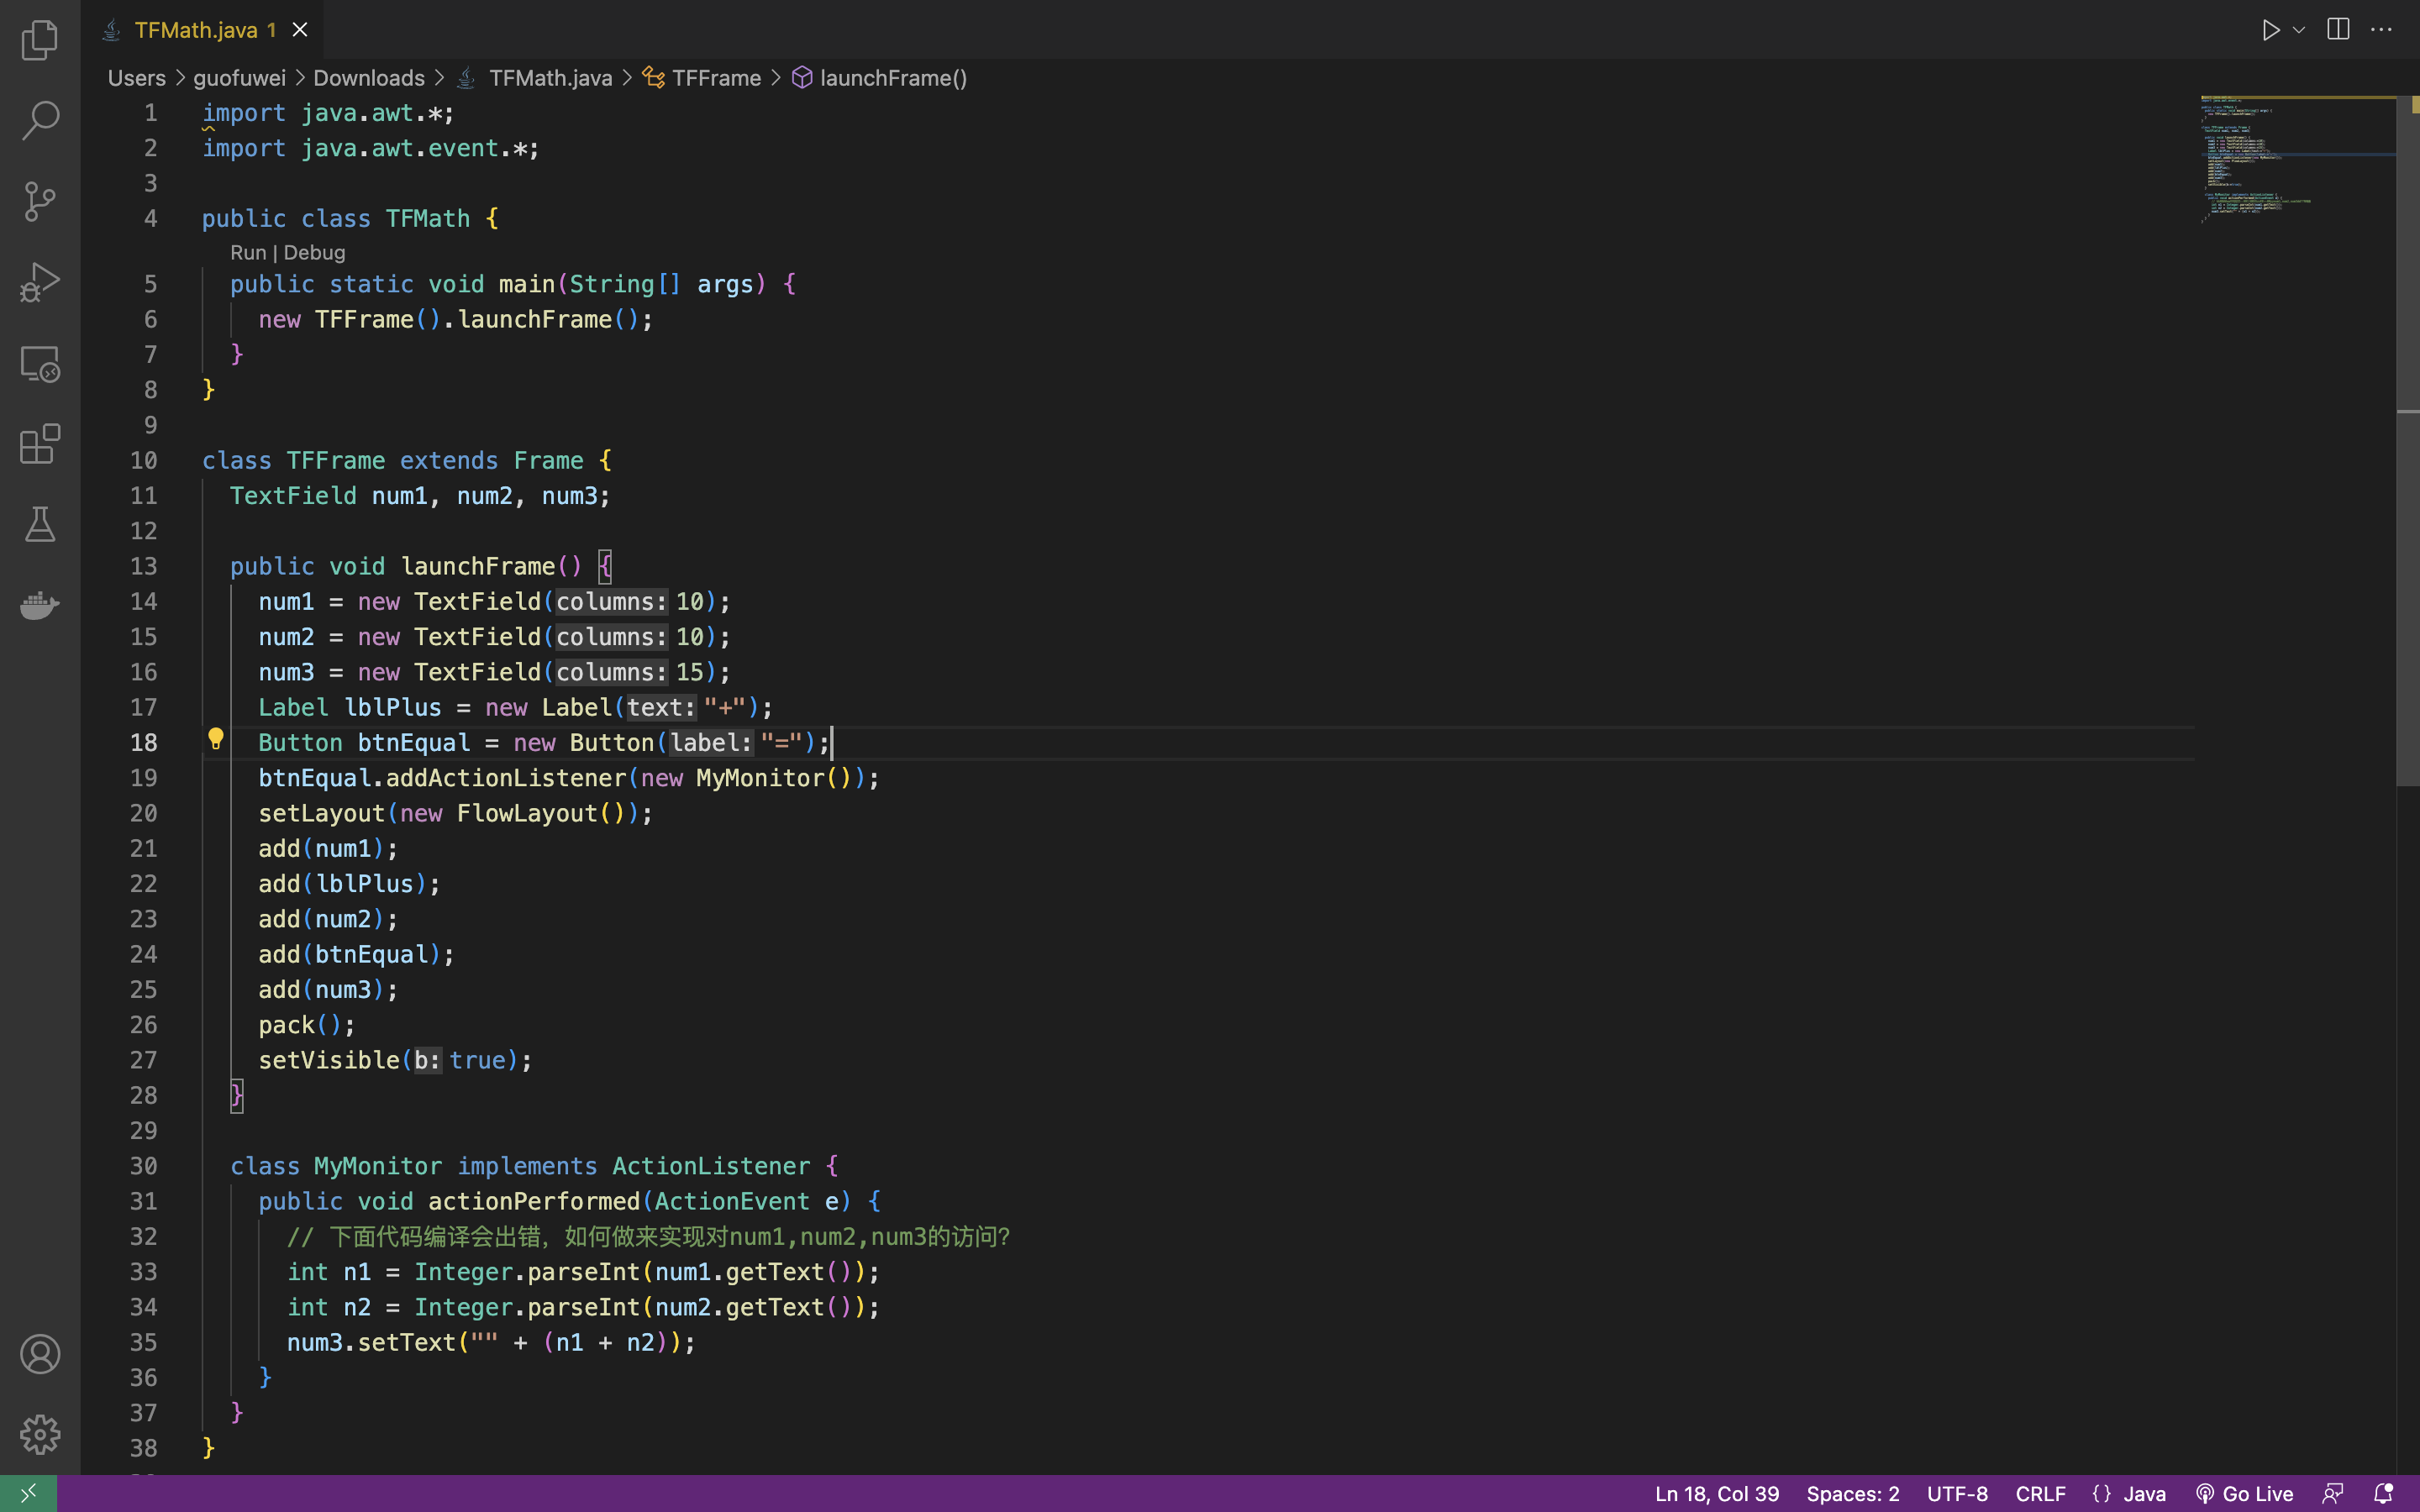 TFMath.java 1
Users > guofuwei > Downloads > TFMath.java > TFFrame > launchFrame()
1 import java.awt.*;
2 import java.awt.event.*;
3
4 public class TFMath {
Run | Debug
5 public static void main(String[] args) {
6 new TFFrame().launchFrame();
7 }
8 }
9
10 class TFFrame extends Frame {
11 TextField num1, num2, num3;
12
13 public void launchFrame() {
14 num1 = new TextField(columns: 10);
15 num2 = new TextField(columns: 10);
16 num3 = new TextField(columns: 15);
17 Label lblPlus = new Label(text: "+");
18 Button btnEqual = new Button(label: "=");
19 btnEqual.addActionListener(new MyMonitor());
20 setLayout(new FlowLayout());
21 add(num1);
22 add(lblPlus);
23 add(num2);
24 add(btnEqual);
25 add(num3);
26 pack();
27 setVisible(b: true);
28 }
29
30 class MyMonitor implements ActionListener {
31 public void actionPerformed(ActionEvent e) {
32 // 下面代码编译会出错，如何做来实现对num1,num2,num3的访问?
33 int n1 = Integer.parseInt(num1.getText());
34 int n2 = Integer.parseInt(num2.getText());
35 num3.setText("" + (n1 + n2));
36 }
37 }
38 }
Ln 18, Col 39 Spaces: 2 UTF-8 CRLF {} Java Go Live